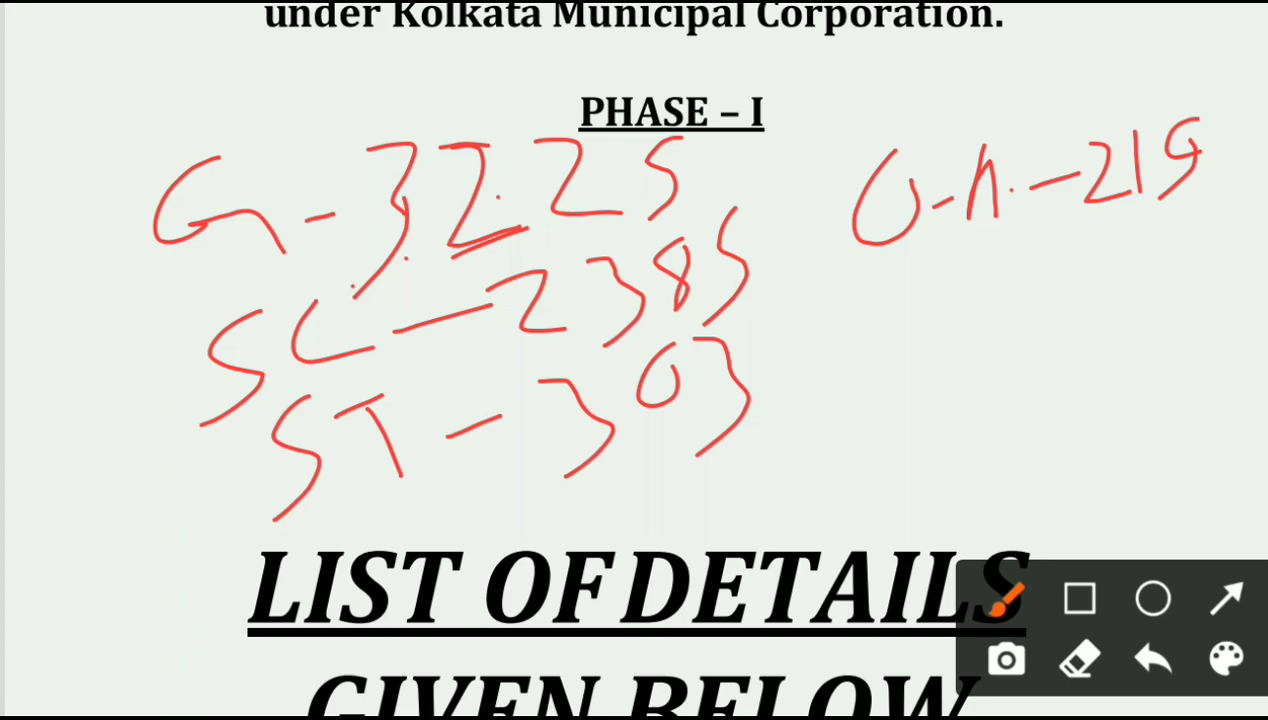 under Kolkata Municipal Corporation.
PHASE – I
G - 3225
O-A. - 219
SC - 2385
ST - 303
LIST OF DETAILS
GIVEN BELOW